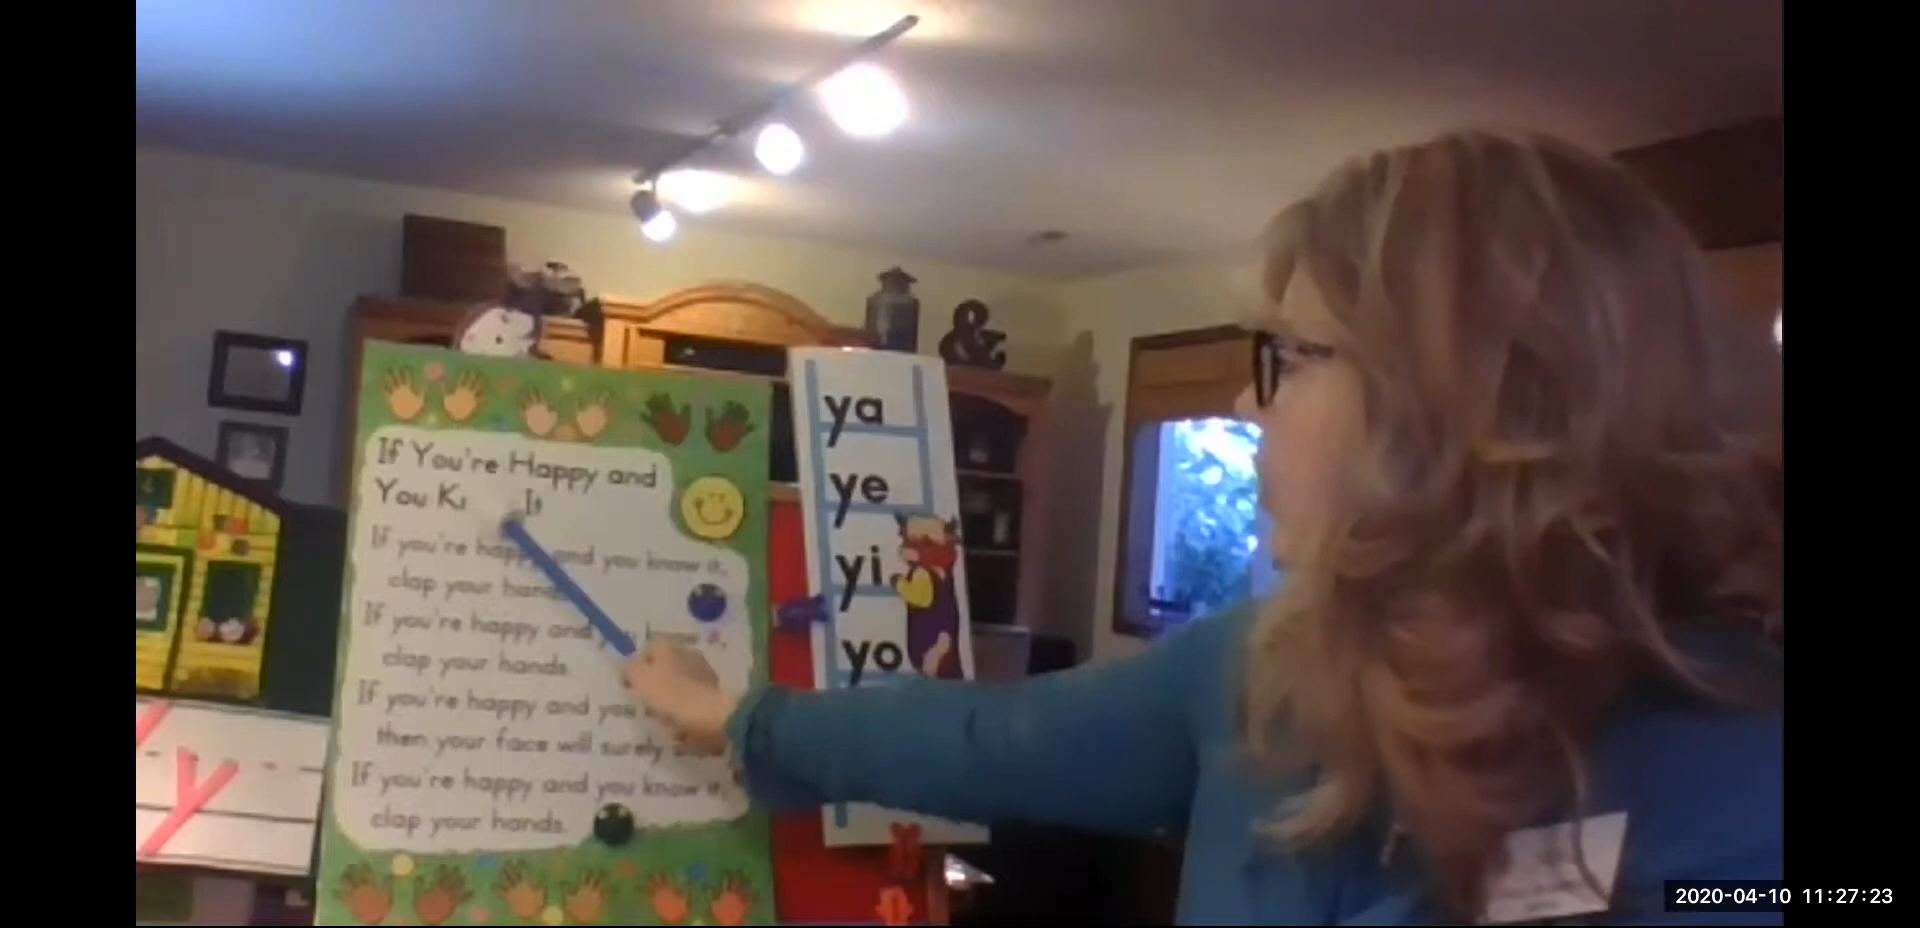 If You're Happy and
You K It
If you're happy and you know it,
clap your hands
If you're happy and you know it,
clap your hands.
If you're happy and you
then your face will surely
If you're happy and you know it,
clap your hands.
ya
ye
yi
yo
y
&
2020-04-10 11:27:23